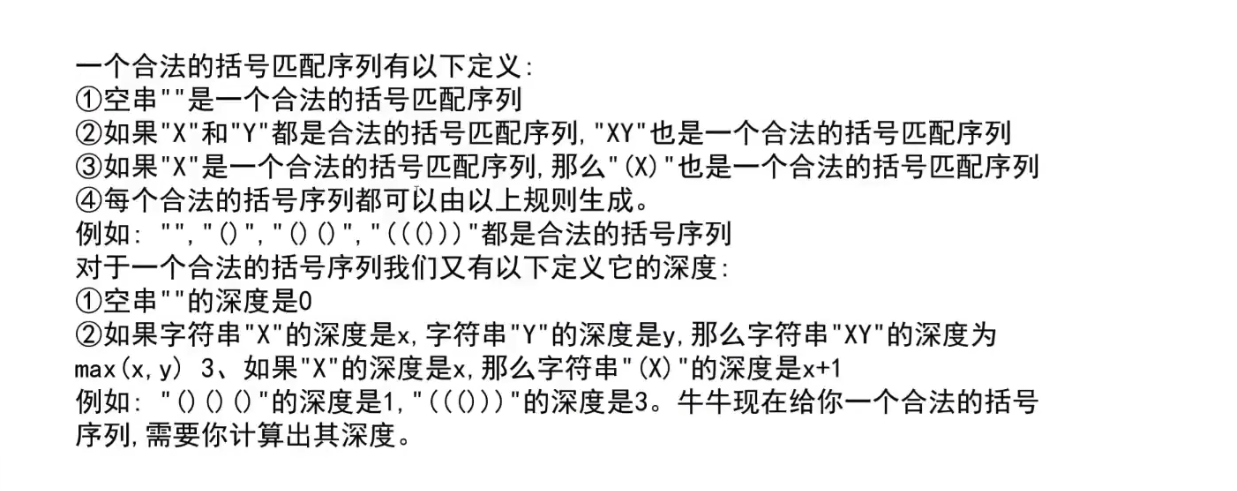 一个合法的括号匹配序列有以下定义:
①空串""是一个合法的括号匹配序列
②如果"X"和"Y"都是合法的括号匹配序列,"XY"也是一个合法的括号匹配序列
③如果"X"是一个合法的括号匹配序列,那么"(X)"也是一个合法的括号匹配序列
④每个合法的括号序列都可以由以上规则生成。
例如: "","()","()()","((()))"都是合法的括号序列
对于一个合法的括号序列我们又有以下定义它的深度:
①空串""的深度是0
②如果字符串"X"的深度是x,字符串"Y"的深度是y,那么字符串"XY"的深度为
max(x,y) 3、如果"X"的深度是x,那么字符串"(X)"的深度是x+1
例如: "()()()"的深度是1,"((()))"的深度是3。牛牛现在给你一个合法的括号
序列,需要你计算出其深度。